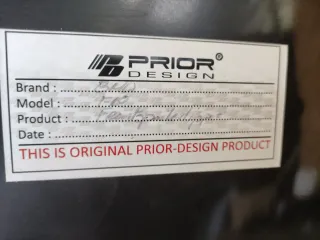 PRIOR®
DESIGN
Brand :
Model :
Product :
Date :
THIS IS ORIGINAL PRIOR-DESIGN PRODUCT